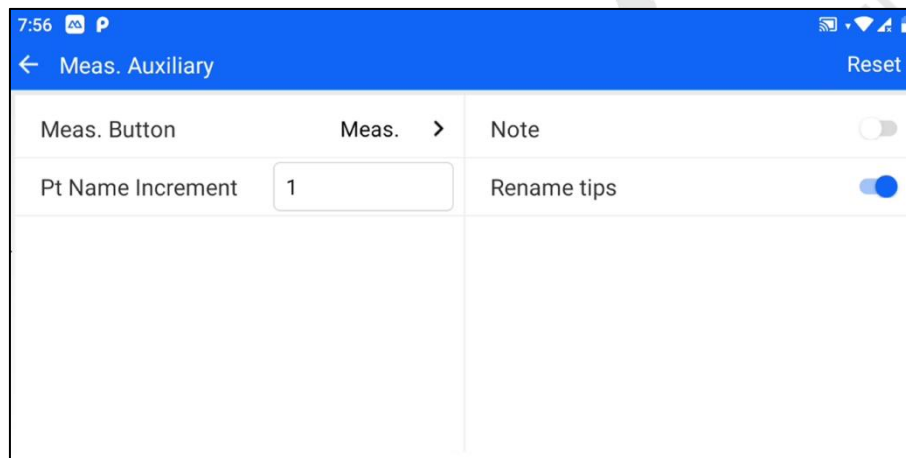 7:56
Meas. Auxiliary
Reset
Meas. Button Meas.
Note
Pt Name Increment 1
Rename tips